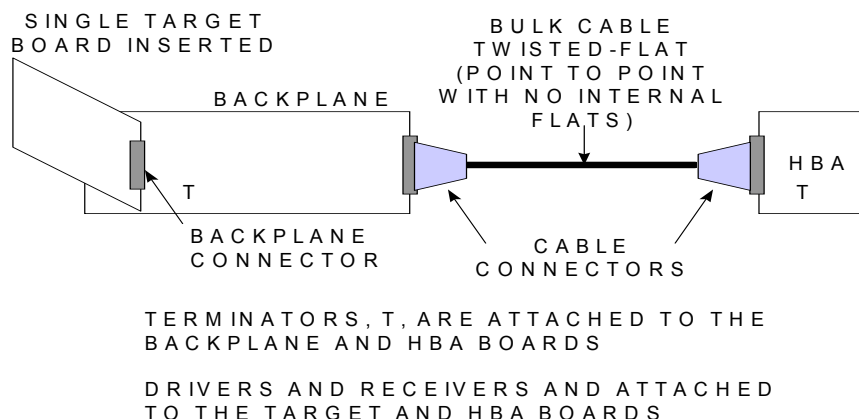 SINGLE TARGET
BOARD INSERTED
BULK CABLE
TWISTED-FLAT
(POINT TO POINT
WITH NO INTERNAL
FLATS)
BACKPLANE
HBA
T
T
BACKPLANE
CONNECTOR
CABLE
CONNECTORS
TERMINATORS, T, ARE ATTACHED TO THE
BACKPLANE AND HBA BOARDS
DRIVERS AND RECEIVERS AND ATTACHED
TO THE TARGET AND HBA BOARDS